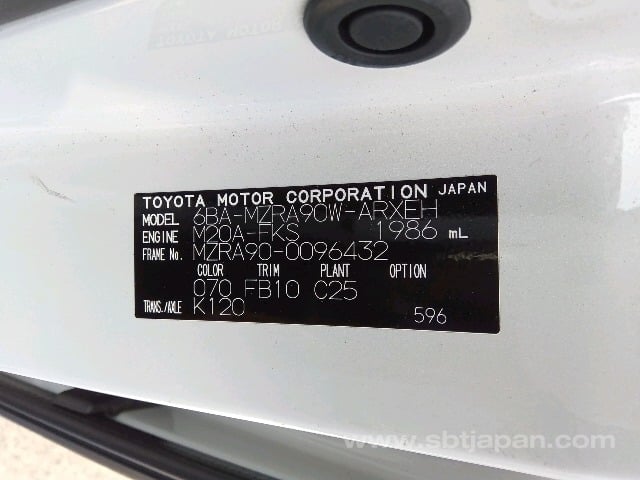 TOYOTA MOTOR CORPORATION JAPAN
MODEL 6BA-MZRA90W-ARXEH
ENGINE M20A-FKS 1986 mL
FRAME No. MZRA90-0096432
COLOR TRIM PLANT OPTION
070 FB10 C25
TRANS./AXLE K120
596
www.sbtjapan.com